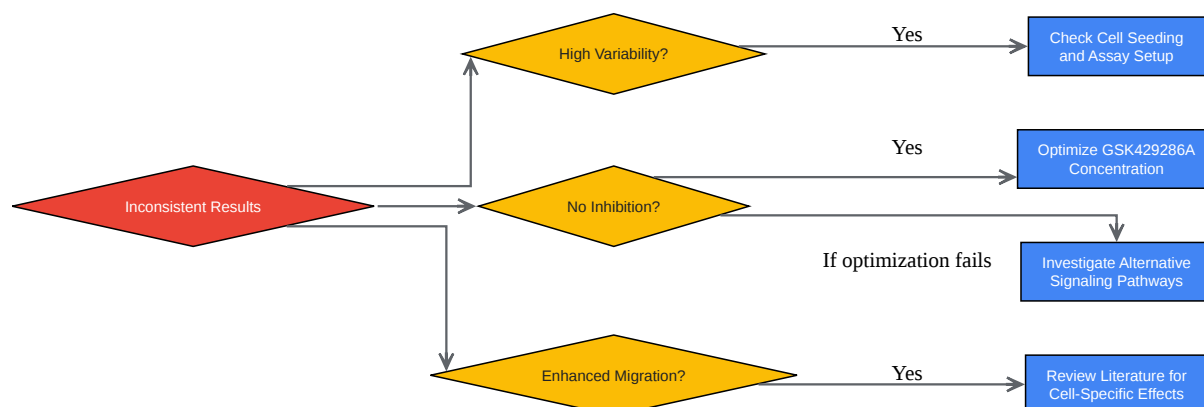 High Variability?
Yes
Check Cell Seeding
and Assay Setup
Inconsistent Results
No Inhibition?
Yes
Optimize GSK429286A
Concentration
If optimization fails
Investigate Alternative
Signaling Pathways
Enhanced Migration?
Yes
Review Literature for
Cell-Specific Effects